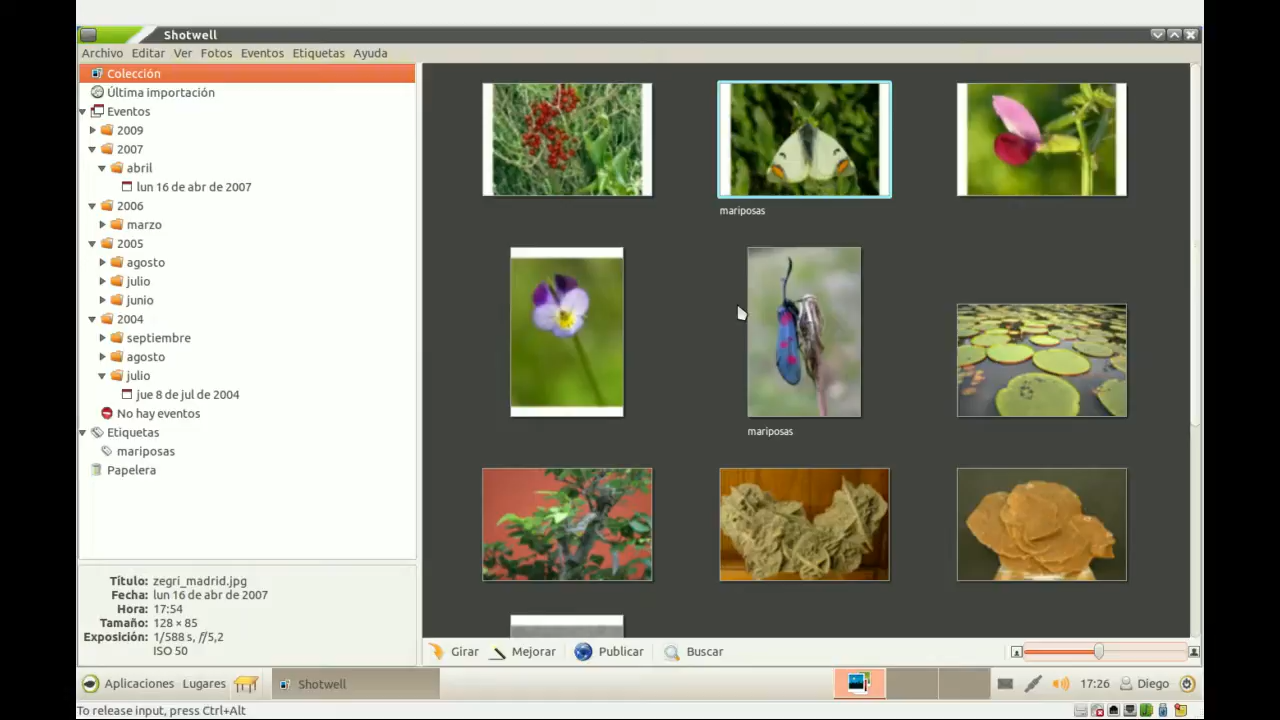 Shotwell
Archivo Editar Ver Fotos Eventos Etiquetas Ayuda
Colección
Última importación
Eventos
2009
2007
abril
lun 16 de abr de 2007
2006
marzo
2005
agosto
julio
junio
2004
septiembre
agosto
julio
jue 8 de jul de 2004
No hay eventos
Etiquetas
mariposas
Papelera
mariposas
mariposas
Título: zegri_madrid.jpg
Fecha: lun 16 de abr de 2007
Hora: 17:54
Tamaño: 128 × 85
Exposición: 1/588 s, f/5,2
ISO 50
Girar Mejorar Publicar Buscar
Aplicaciones Lugares Shotwell 17:26 Diego
To release input, press Ctrl+Alt